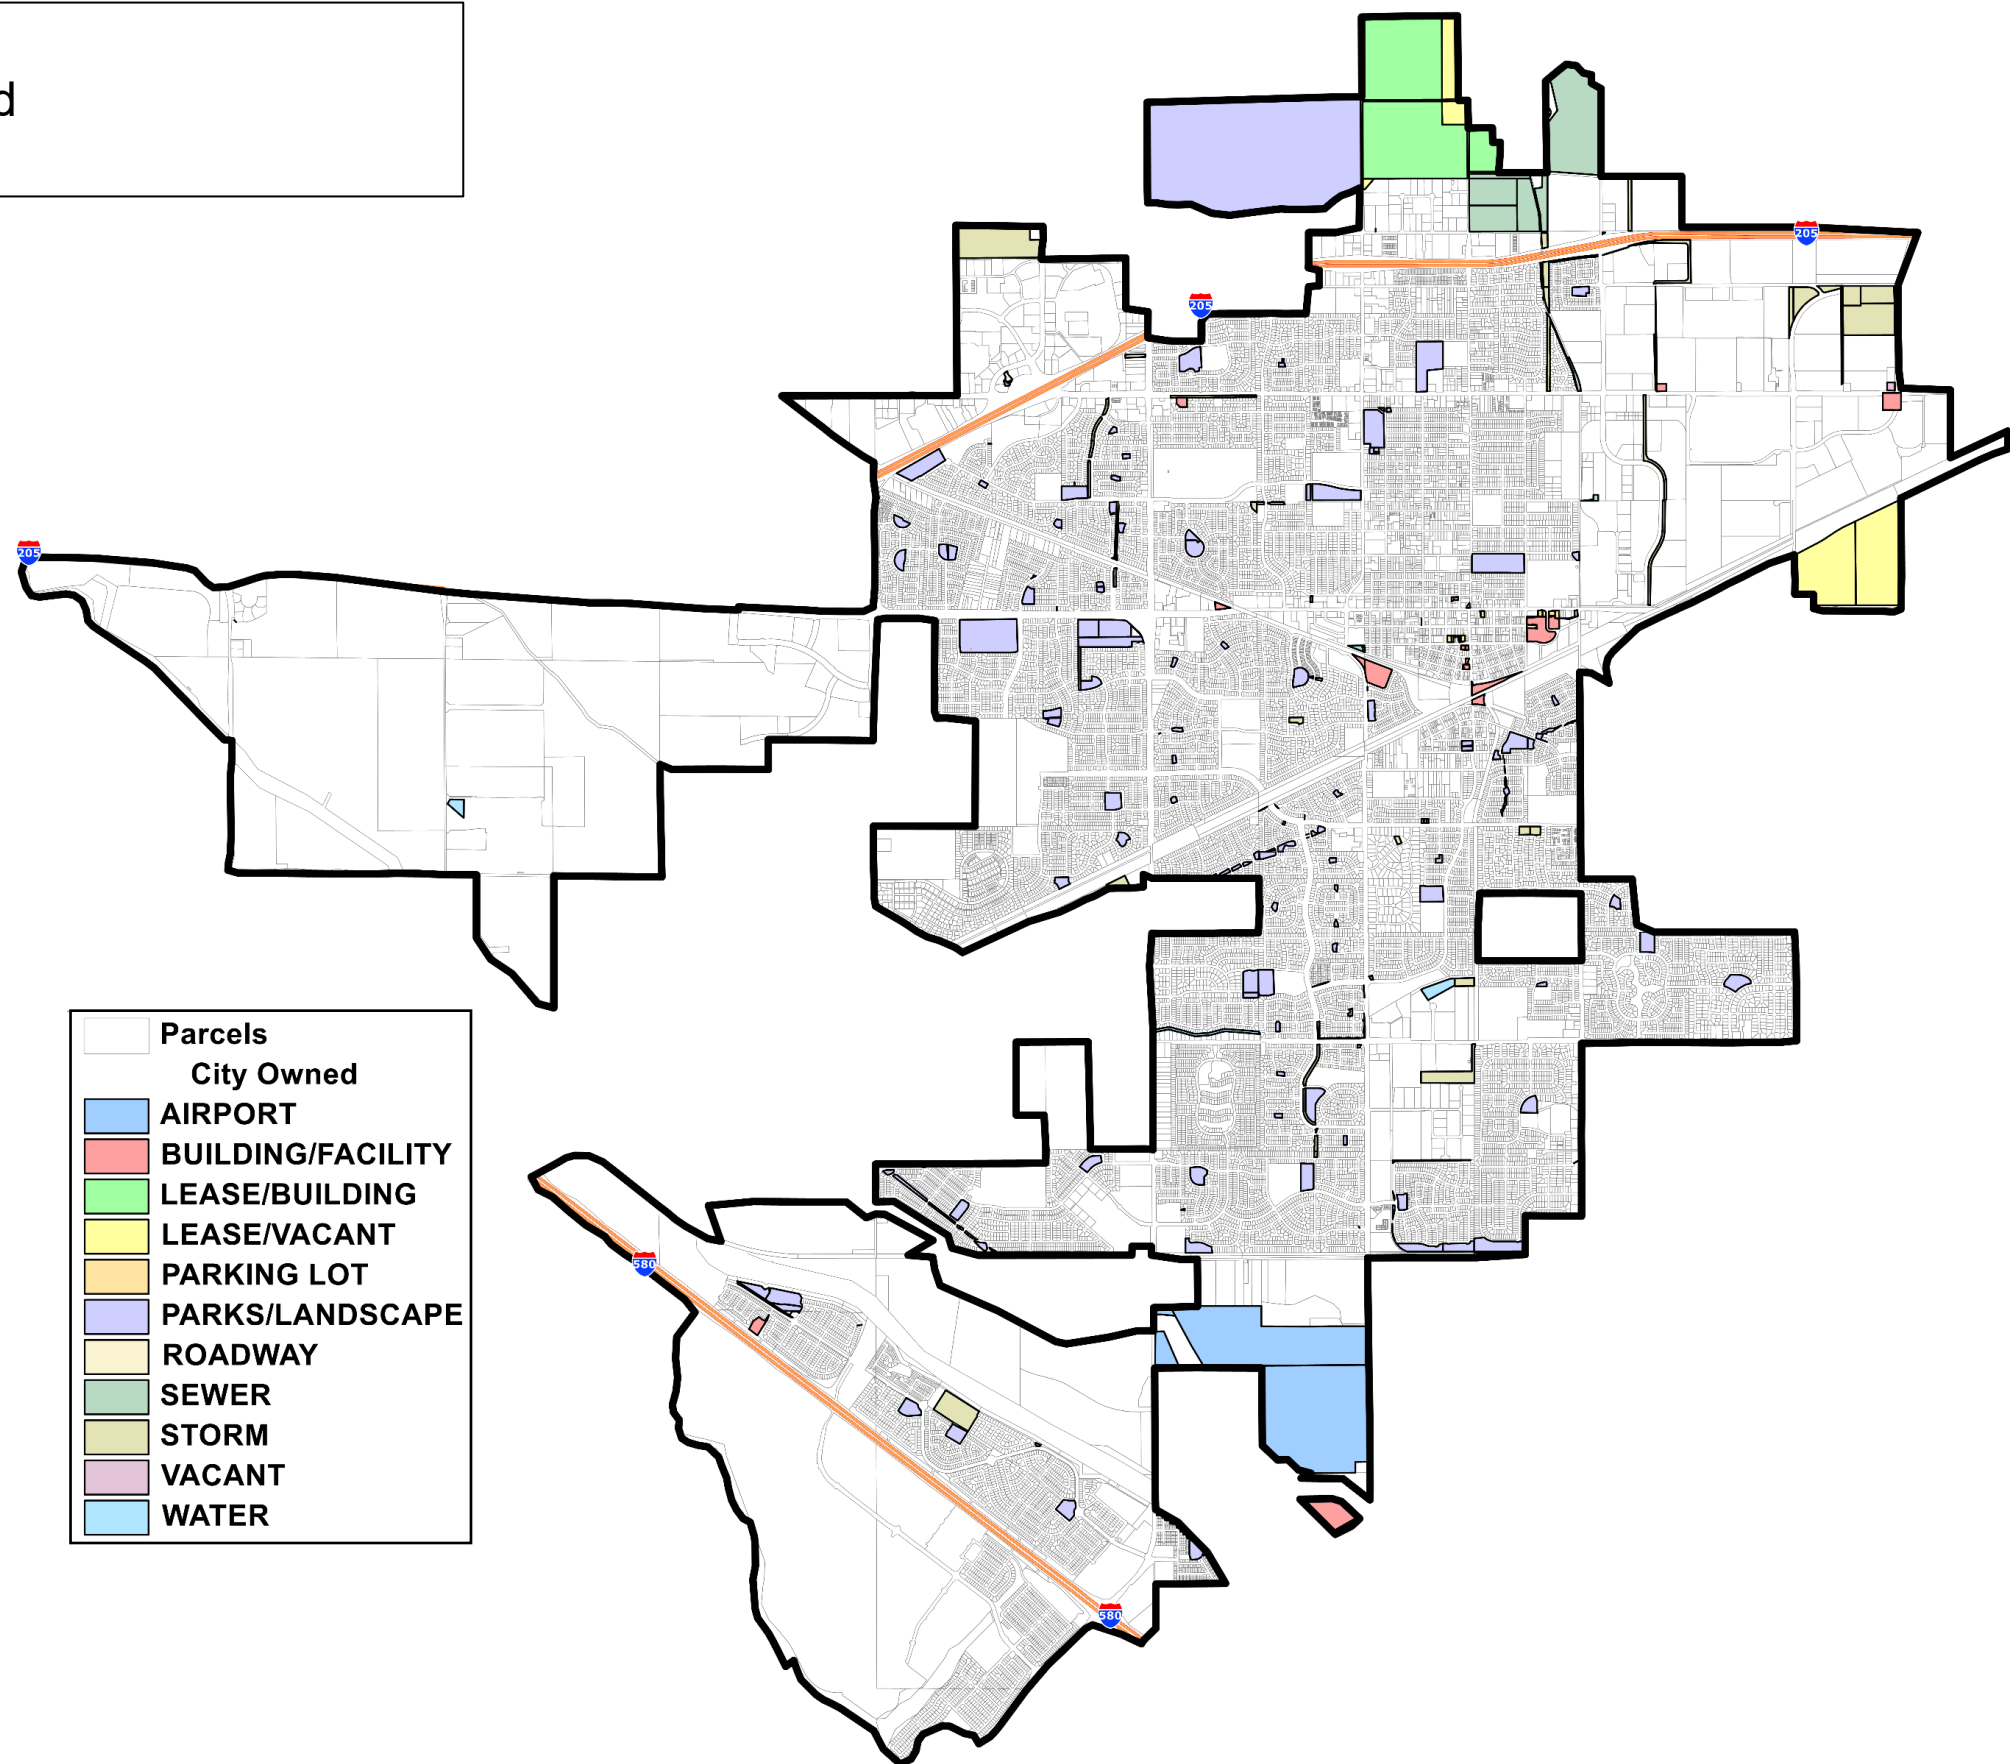 d
205
205
205
Parcels
City Owned
AIRPORT
BUILDING/FACILITY
LEASE/BUILDING
LEASE/VACANT
PARKING LOT
PARKS/LANDSCAPE
ROADWAY
SEWER
STORM
VACANT
WATER
580
580